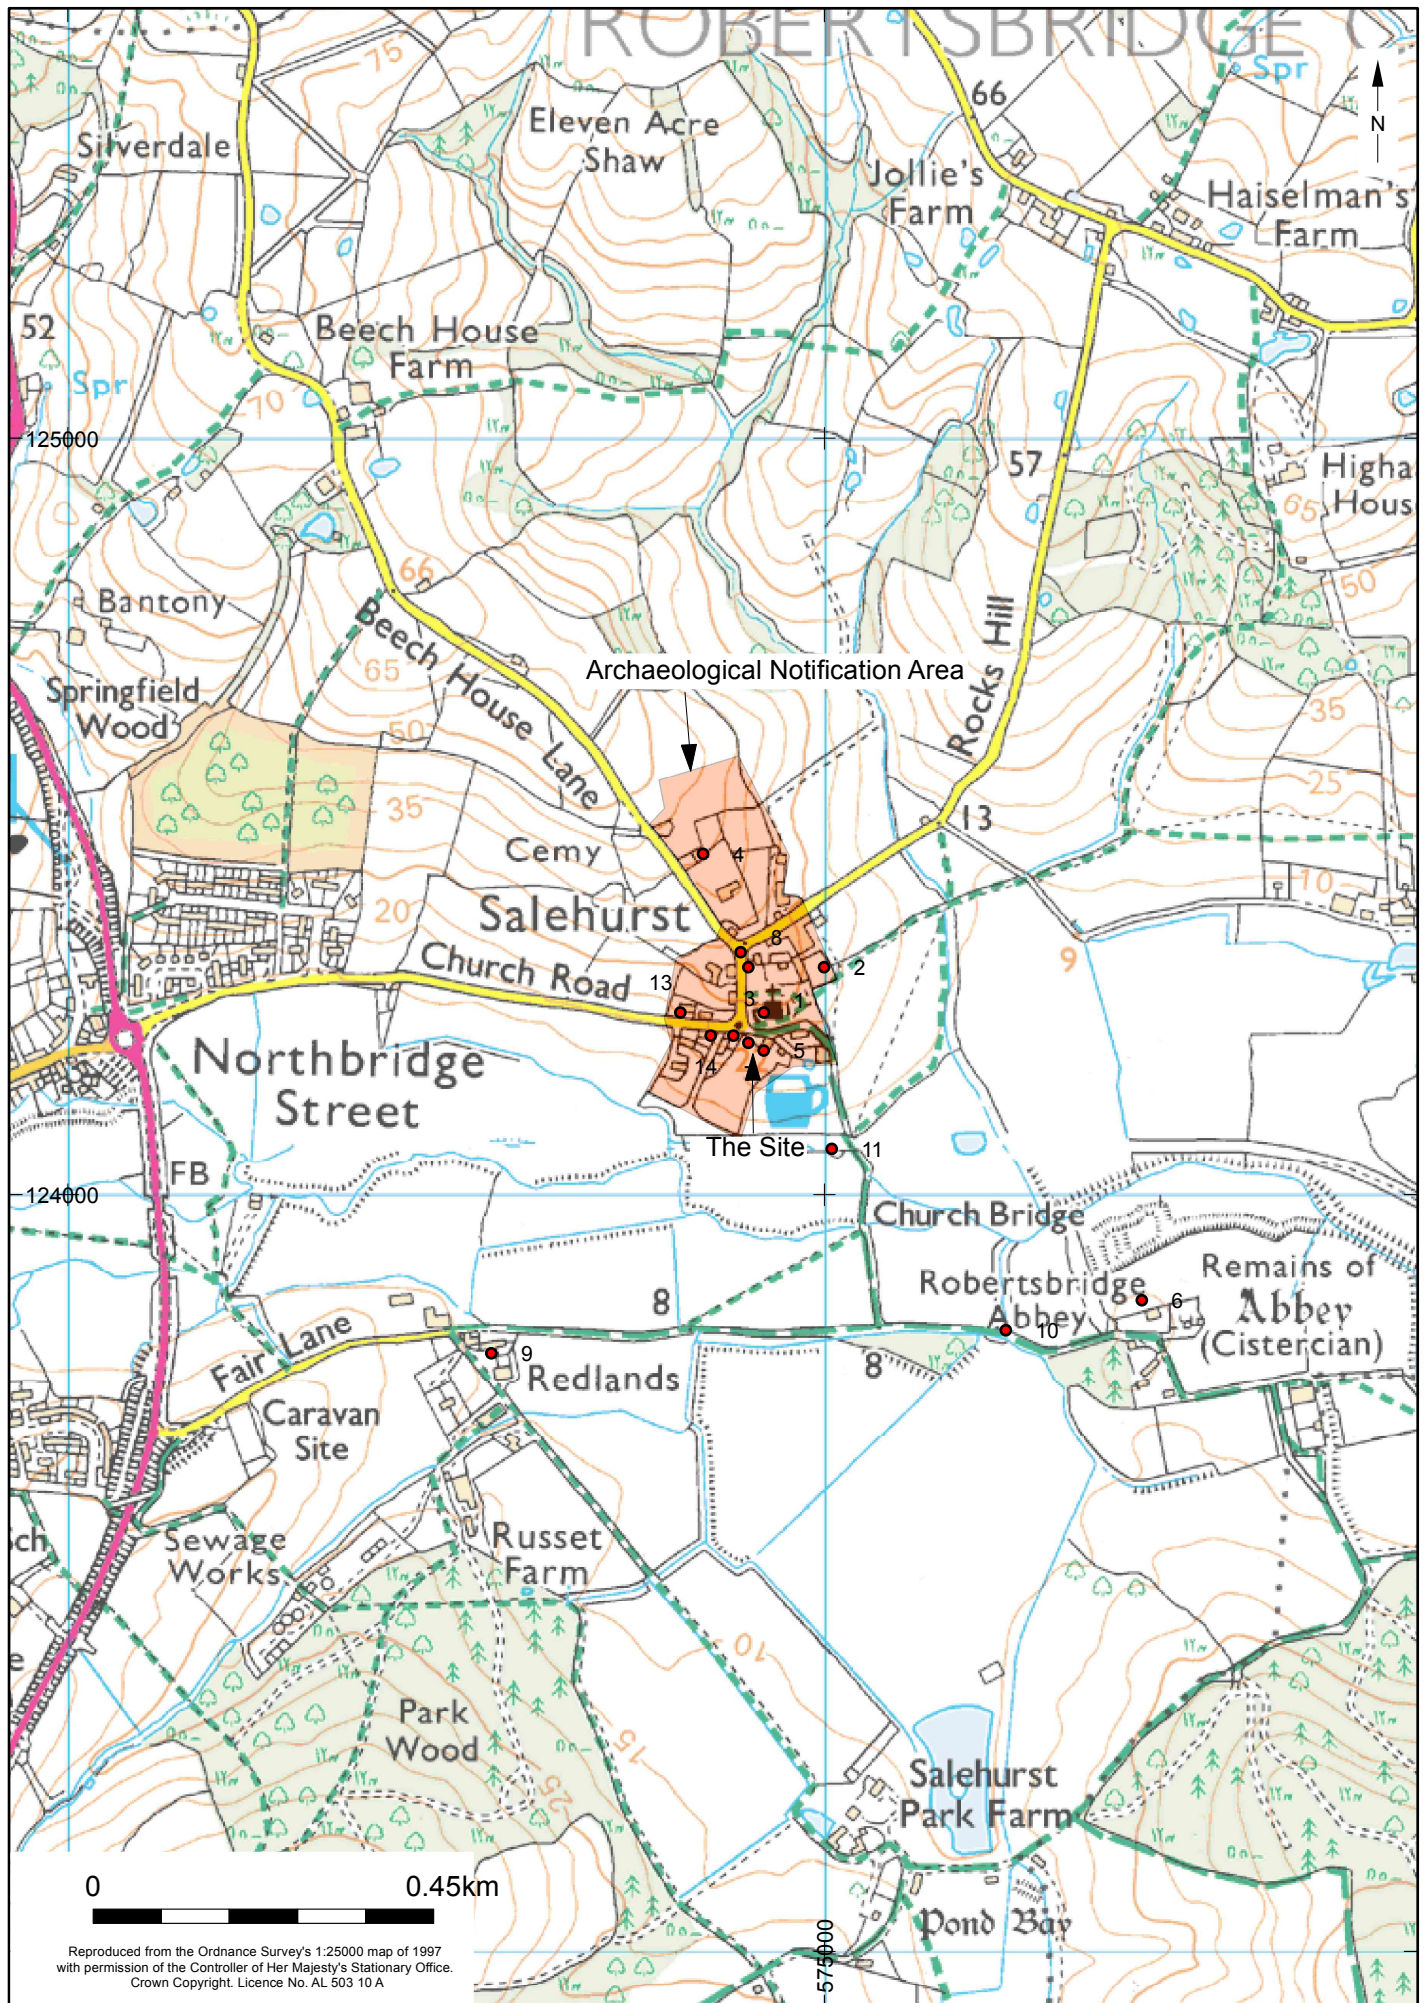 ROBERTSBRIDGE C
Spr
75
66
N
Silverdale
Eleven Acre
Shaw
Jollie's
Farm
Haiselman's
Farm
52
Beech House
Farm
Spr
70
125000
57
Higha
Hous
65
66
50
Bantony
Beech House Lane
65
Rocks Hill
Archaeological Notification Area
Springfield
Wood
50
35
35
25
13
Cemy
4
10
20
Salehurst
8
Church Road
2
9
13
3
1
Northbridge
Street
14
7
5
22
The Site
11
FB
124000
Church Bridge
Robertsbridge
Abbey
Remains of
Abbey
(Cistercian)
6
8
10
Fair Lane
9
Redlands
8
Caravan
Site
ch
Sewage
Works
Russet
Farm
10
e
Park
Wood
15
25
Salehurst
Park Farm
0
0.45km
Pond Bay
575000
Reproduced from the Ordnance Survey's 1:25000 map of 1997
with permission of the Controller of Her Majesty's Stationary Office.
Crown Copyright. Licence No. AL 503 10 A